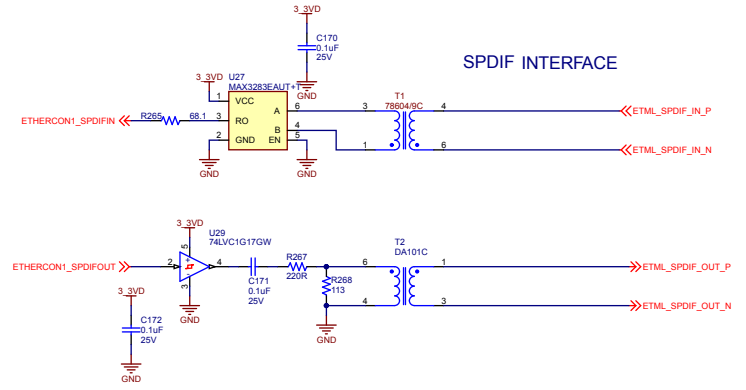 3_3VD
C170
0.1uF
25V
GND
SPDIF INTERFACE
3_3VD
U27
MAX3283EAUT+T
1 VCC
A 6
3 RO
B 4
2 GND
EN 5
ETHERCON1_SPDIFIN
R265
68.1
GND
GND
T1
78604/9C
3
4
1
6
ETML_SPDIF_IN_P
ETML_SPDIF_IN_N
3_3VD
U29
74LVC1G17GW
ETHERCON1_SPDIFOUT
2
5
4
3
GND
C171
0.1uF
25V
R267
220R
R268
113
GND
T2
DA101C
6
1
4
3
ETML_SPDIF_OUT_P
ETML_SPDIF_OUT_N
3_3VD
C172
0.1uF
25V
GND